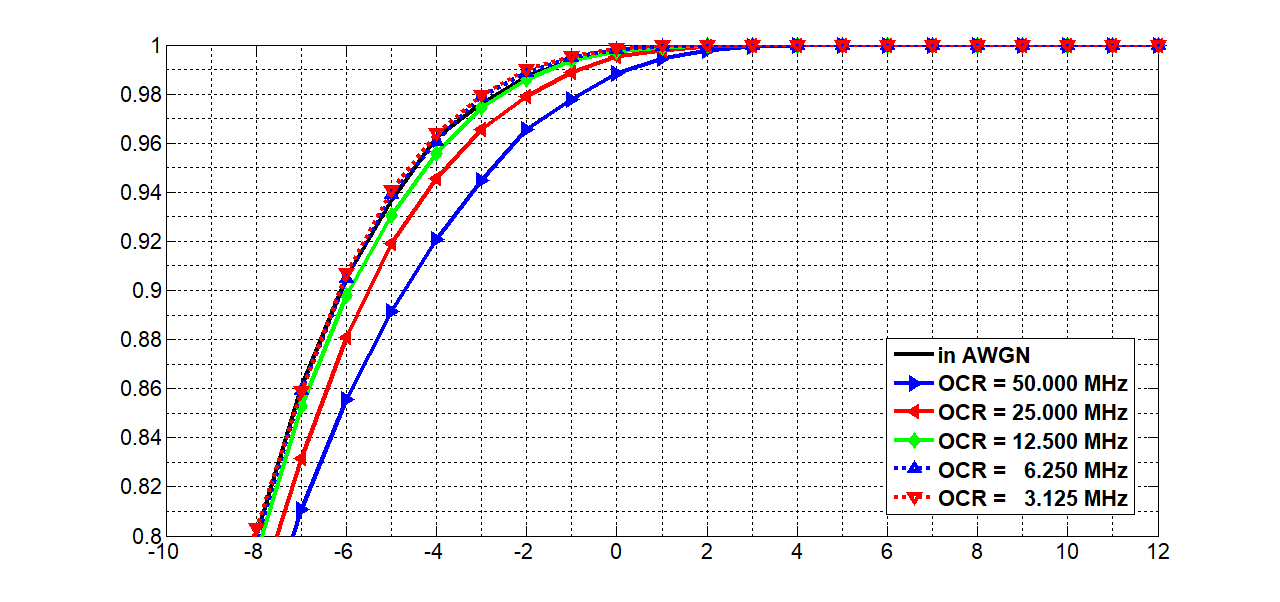 1
0.98
0.96
0.94
0.92
0.9
0.88
0.86
0.84
0.82
0.8
-10 -8 -6 -4 -2 0 2 4 6 8 10 12
in AWGN
OCR = 50.000 MHz
OCR = 25.000 MHz
OCR = 12.500 MHz
OCR = 6.250 MHz
OCR = 3.125 MHz